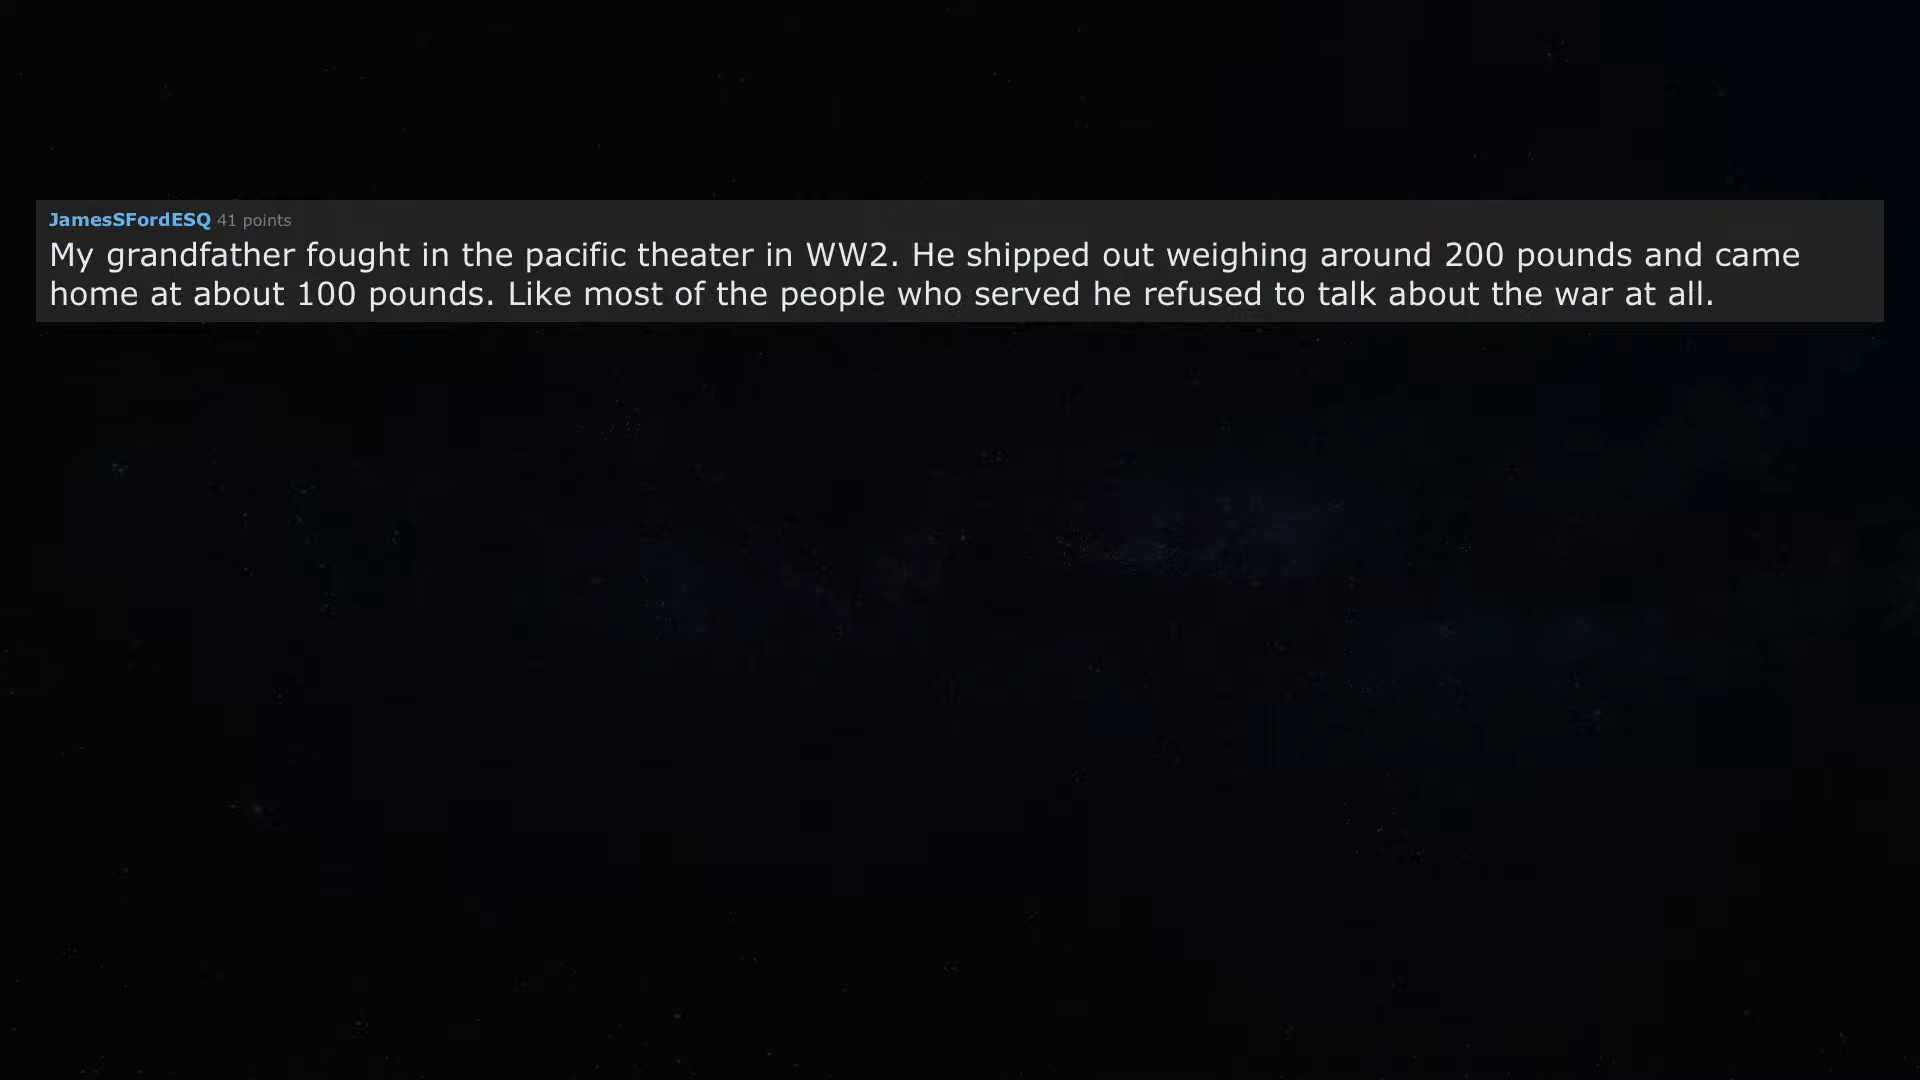 JamesSFordESQ 41 points
My grandfather fought in the pacific theater in WW2. He shipped out weighing around 200 pounds and came
home at about 100 pounds. Like most of the people who served he refused to talk about the war at all.